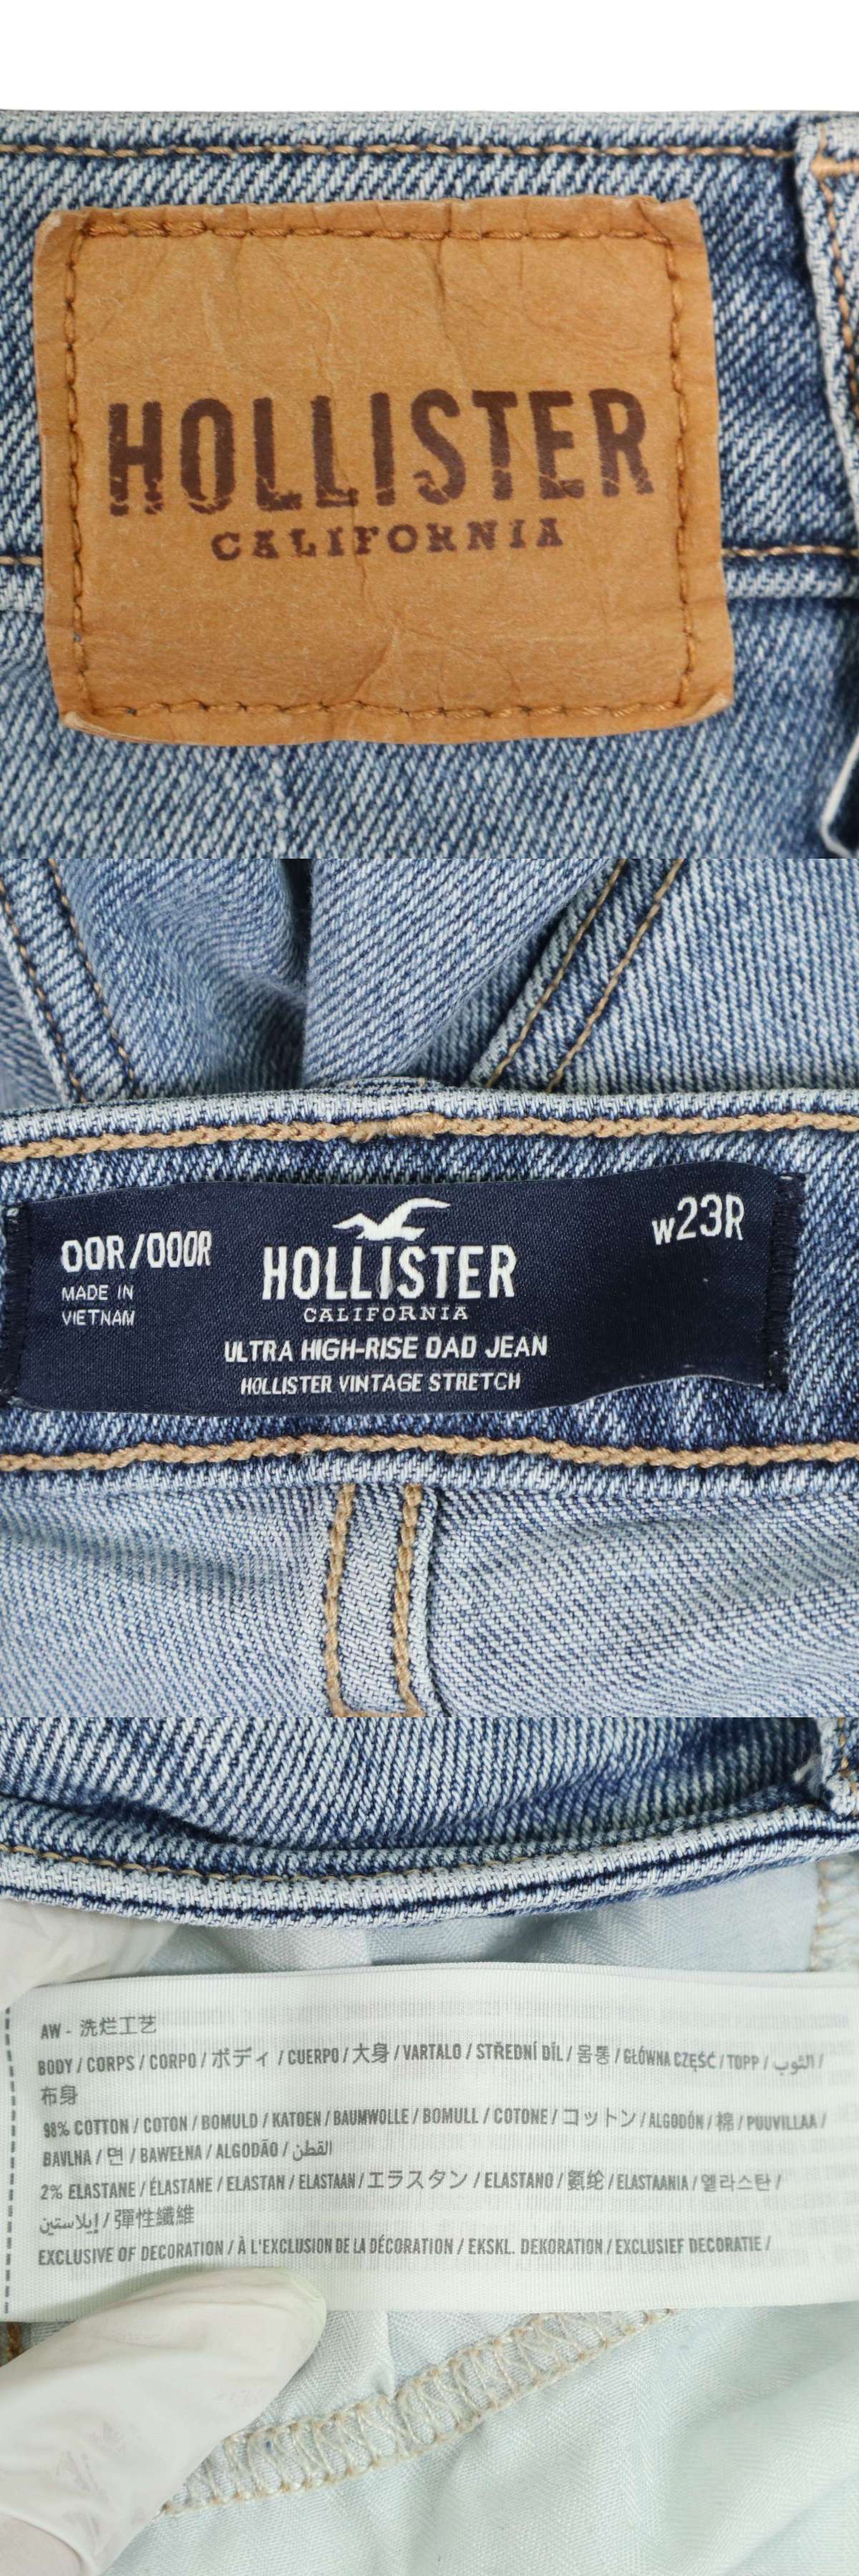 HOLLISTER
CALIFORNIA
00R/000R
MADE IN
VIETNAM
HOLLISTER
CALIFORNIA
ULTRA HIGH-RISE DAD JEAN
HOLLISTER VINTAGE STRETCH
W23R
AW - 洗烂工艺
BODY / CORPS / CORPO / ボディ / CUERPO / 大身 / VARTALO / STŘEDNÍ DÍL / 몸통 / GŁÓWNA CZĘŚĆ / TOPP / الثوب /
布身
98% COTTON / COTON / BOMULD / KATOEN / BAUMWOLLE / BOMULL / COTONE / コットン / ALGODÓN / 棉 / PUUVILLAA /
BAVLNA / 면 / BAWEŁNA / ALGODÃO / القطن
2% ELASTANE / ÉLASTANE / ELASTAN / ELASTAAN / エラスタン / ELASTANO / 氨纶 / ELASTAANIA / 엘라스탄 /
إيلاستين / 彈性纖維
EXCLUSIVE OF DECORATION / À L'EXCLUSION DE LA DÉCORATION / EKSKL. DEKORATION / EXCLUSIEF DECORATIE /